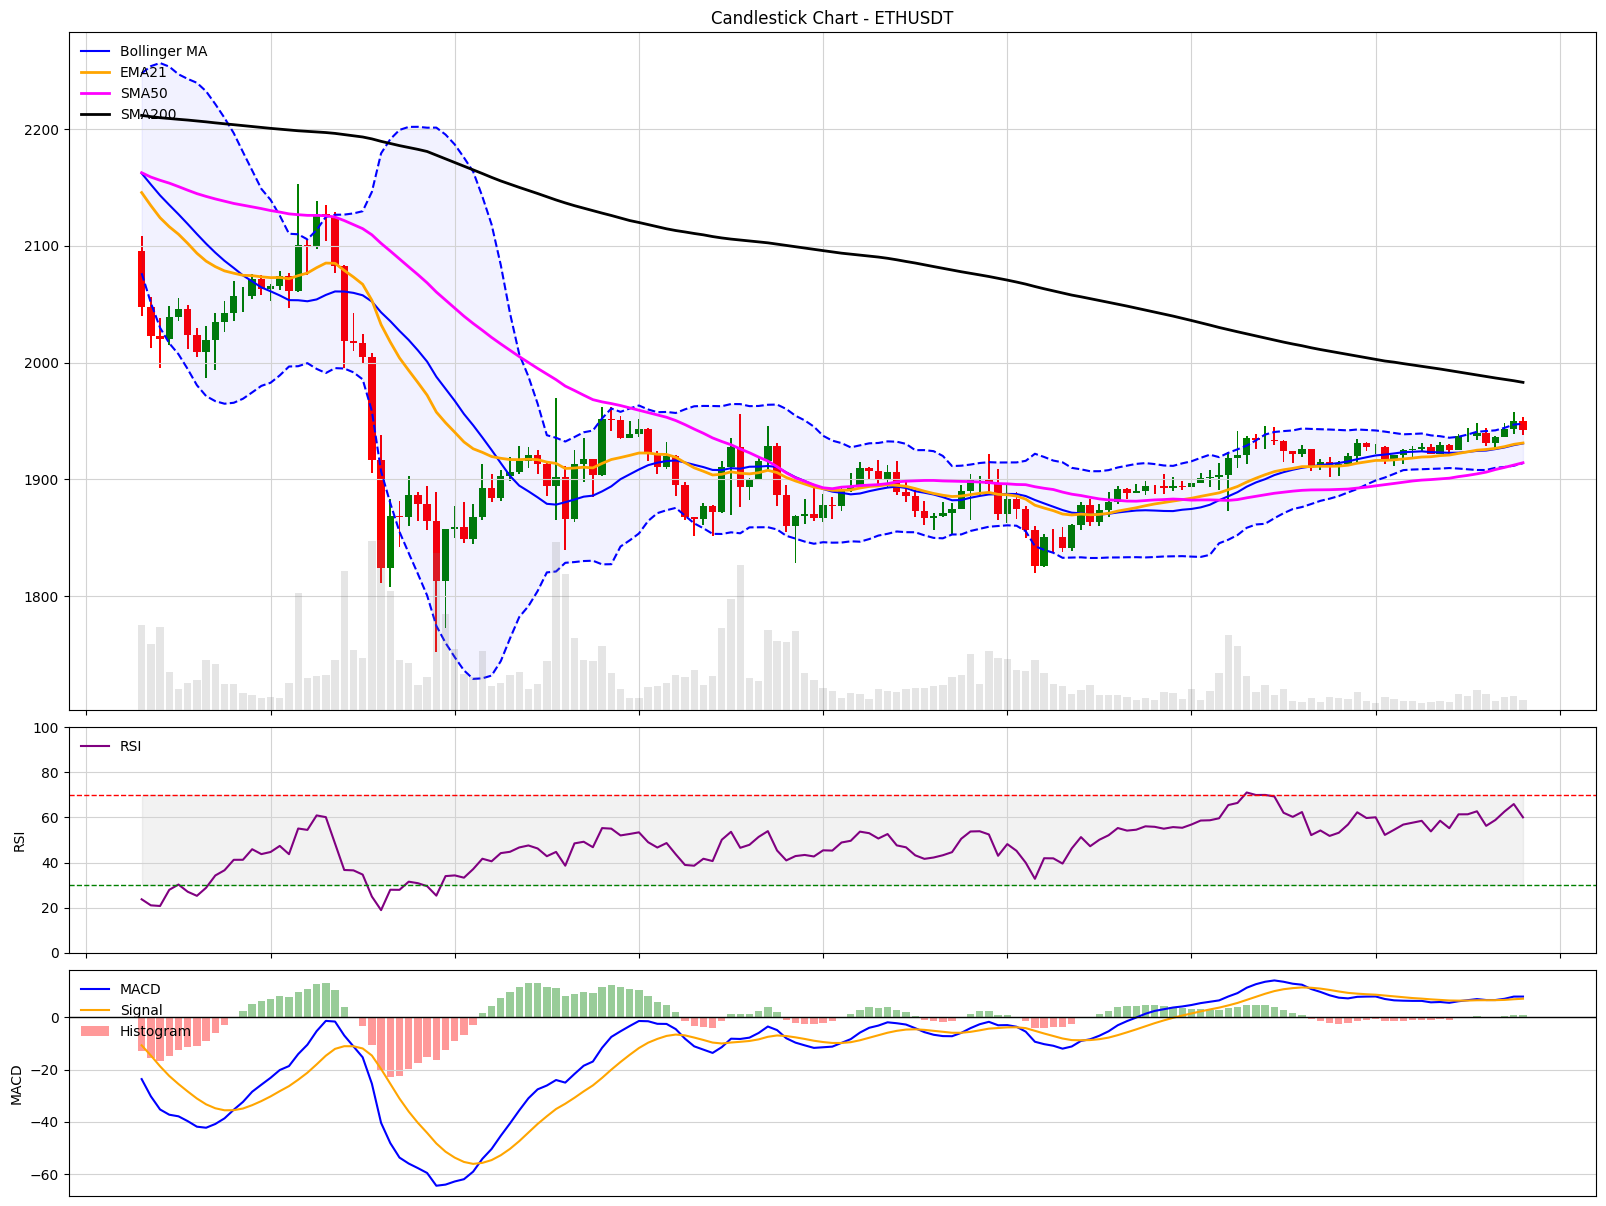 Candlestick Chart - ETHUSDT
Bollinger MA
EMA21
SMA50
SMA200
2200
2100
2000
1900
1800
RSI
100
80
60
40
20
0
RSI
MACD
Signal
Histogram
0
−20
−40
−60
MACD